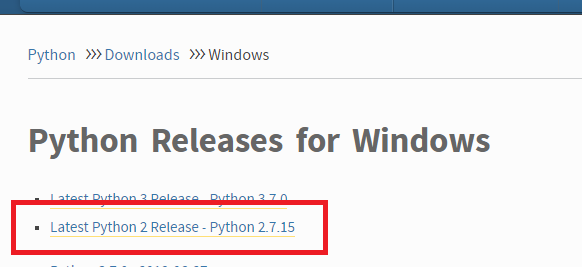 Python >>> Downloads >>> Windows
Python Releases for Windows
Latest Python 3 Release - Python 3.7.0
Latest Python 2 Release - Python 2.7.15